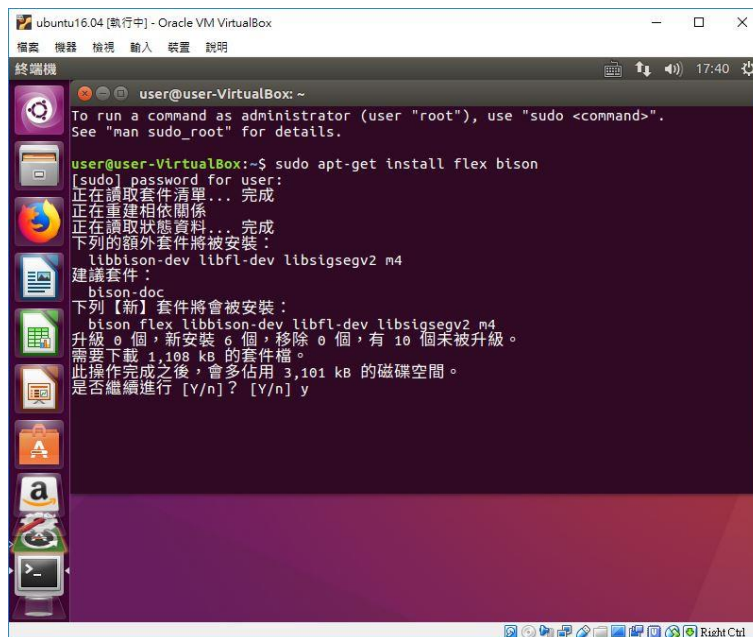 ubuntu16.04 [執行中] - Oracle VM VirtualBox
檔案 機器 檢視 輸入 裝置 說明
終端機 17:40
user@user-VirtualBox: ~
To run a command as administrator (user "root"), use "sudo <command>".
See "man sudo_root" for details.
user@user-VirtualBox:~$ sudo apt-get install flex bison
[sudo] password for user:
正在讀取套件清單... 完成
正在重建相依關係
正在讀取狀態資料... 完成
下列的額外套件將被安裝：
libbison-dev libfl-dev libsigsegv2 m4
建議套件：
bison-doc
下列【新】套件將會被安裝：
bison flex libbison-dev libfl-dev libsigsegv2 m4
升級 0 個，新安裝 6 個，移除 0 個，有 10 個未被升級。
需要下載 1,108 kB 的套件檔。
此操作完成之後，會多佔用 3,101 kB 的磁碟空間。
是否繼續進行 [Y/n]？ [Y/n] y
a
Right Ctrl